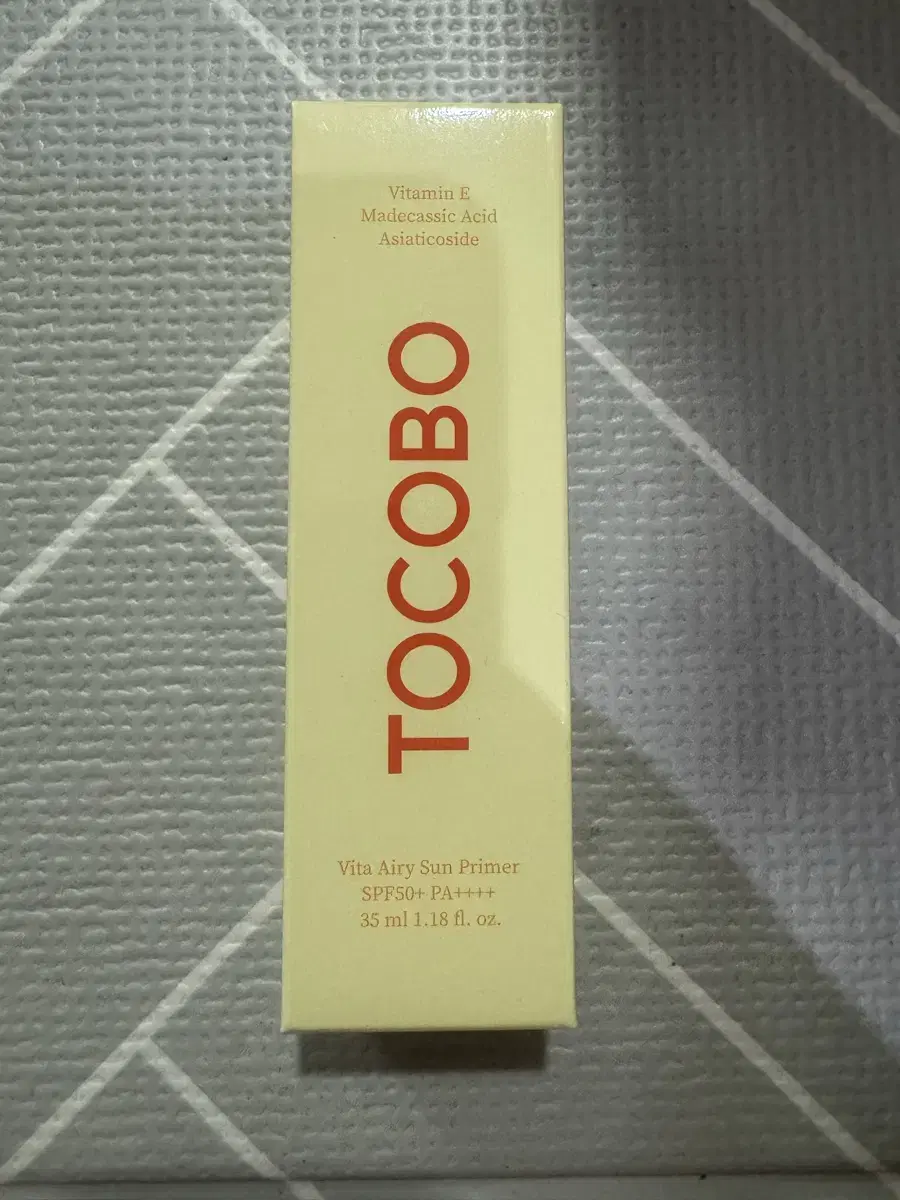 Vitamin E
Madecassic Acid
Asiaticoside
TOCOBO
Vita Airy Sun Primer
SPF50+ PA++++
35 ml 1.18 fl. oz.